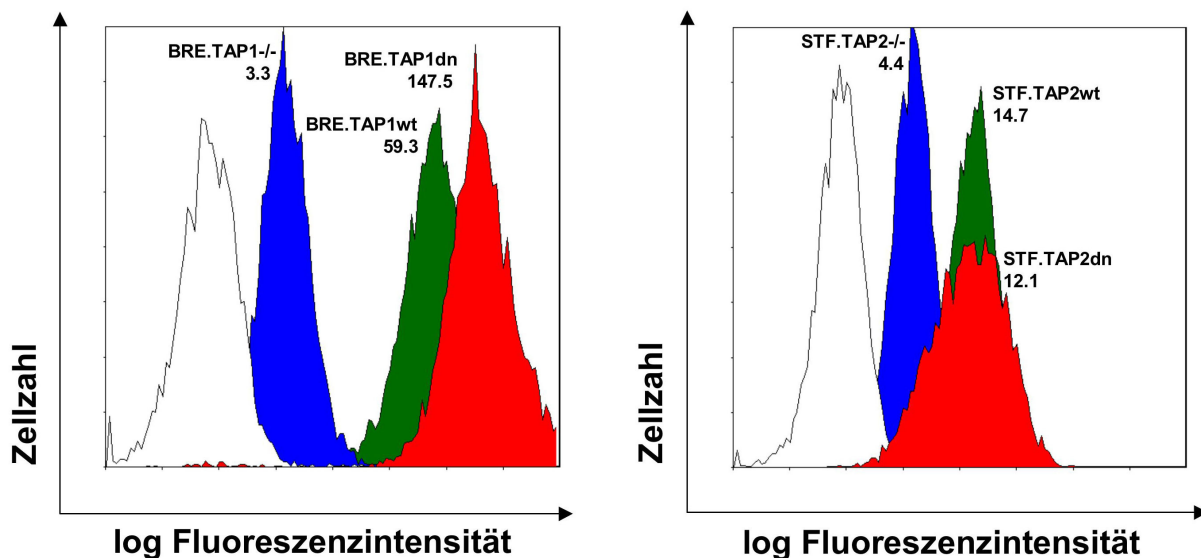 BRE.TAP1-/-
3.3
BRE.TAP1dn
147.5
BRE.TAP1wt
59.3
Zellzahl
log Fluoreszenzintensität
STF.TAP2-/-
4.4
STF.TAP2wt
14.7
STF.TAP2dn
12.1
Zellzahl
log Fluoreszenzintensität